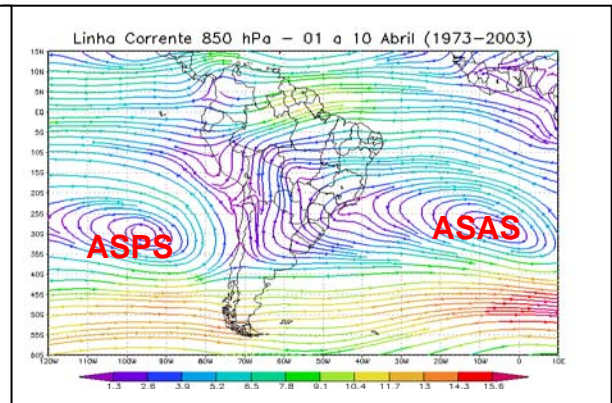 Linha Corrente 850 hPa – 01 a 10 Abril (1973–2003)
15N
10N
5N
EQ
5S
10S
15S
20S
25S
30S
35S
40S
45S
50S
55S
60S
ASPS
ASAS
120W 110W 100W 90W 80W 70W 60W 50W 40W 30W 20W 10W 0 10E
1.3 2.6 3.9 5.2 6.5 7.8 9.1 10.4 11.7 13 14.3 15.6